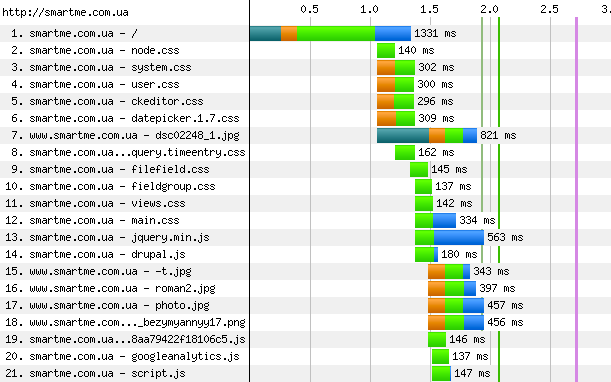 http://smartme.com.ua 0.5 1.0 1.5 2.0 2.5 3.
1. smartme.com.ua - / 1331 ms
2. smartme.com.ua - node.css 140 ms
3. smartme.com.ua - system.css 302 ms
4. smartme.com.ua - user.css 300 ms
5. smartme.com.ua - ckeditor.css 296 ms
6. smartme.com.ua - datepicker.1.7.css 309 ms
7. www.smartme.com.ua - dsc02248_1.jpg 821 ms
8. smartme.com.ua...query.timeentry.css 162 ms
9. smartme.com.ua - filefield.css 145 ms
10. smartme.com.ua - fieldgroup.css 137 ms
11. smartme.com.ua - views.css 142 ms
12. smartme.com.ua - main.css 334 ms
13. smartme.com.ua - jquery.min.js 563 ms
14. smartme.com.ua - drupal.js 180 ms
15. www.smartme.com.ua - -t.jpg 343 ms
16. www.smartme.com.ua - roman2.jpg 397 ms
17. www.smartme.com.ua - photo.jpg 457 ms
18. www.smartme.com..._bezymyannyy17.png 456 ms
19. smartme.com.ua...8aa79422f18106c5.js 146 ms
20. smartme.com.ua - googleanalytics.js 137 ms
21. smartme.com.ua - script.js 147 ms